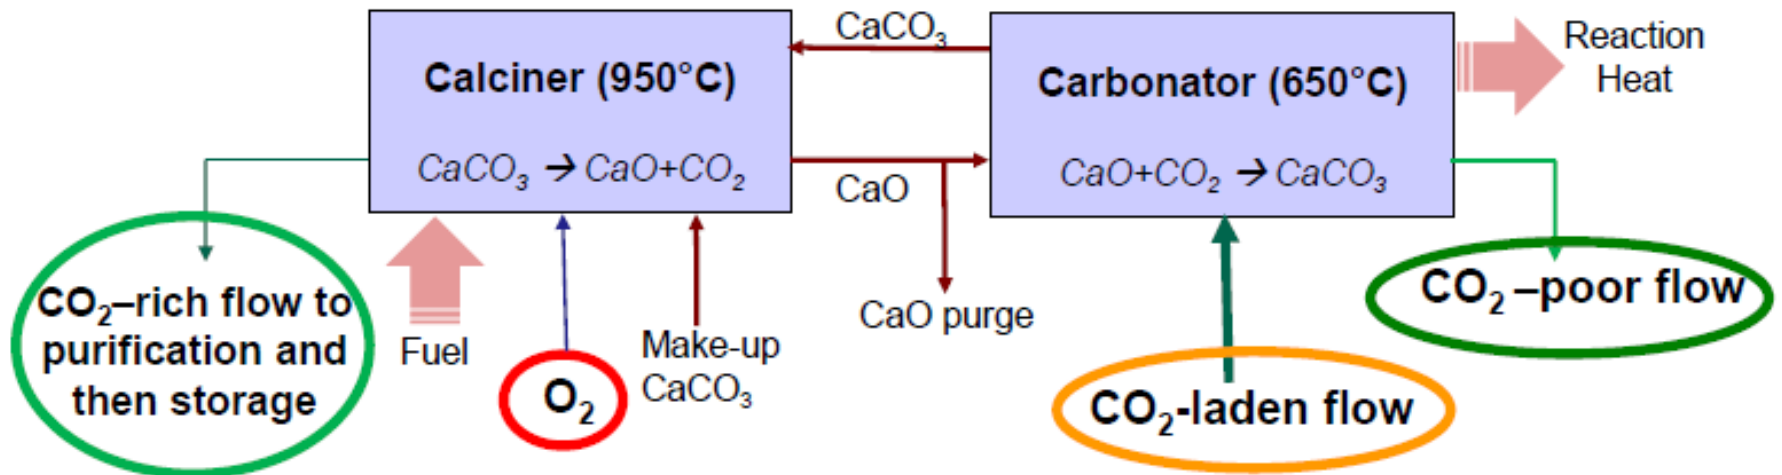 CaCO₃
Calciner (950°C)
CaCO₃ → CaO+CO₂
Carbonator (650°C)
CaO+CO₂ → CaCO₃
Reaction
Heat
CaO
CaO purge
CO₂–rich flow to
purification and
then storage
Fuel
O₂
Make-up
CaCO₃
CO₂-laden flow
CO₂ –poor flow